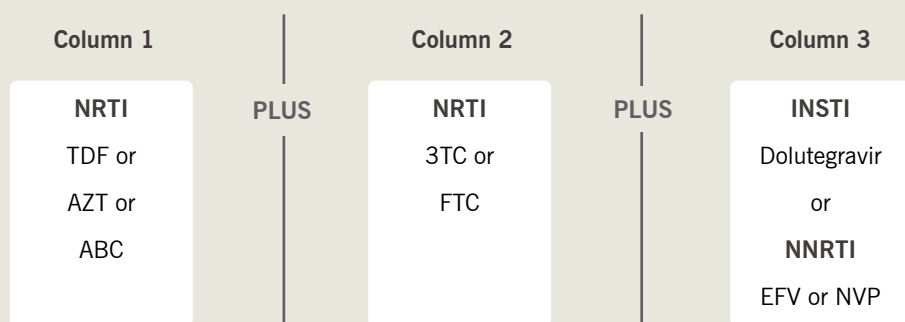 Column 1
NRTI
TDF or
AZT or
ABC
PLUS
Column 2
NRTI
3TC or
FTC
PLUS
Column 3
INSTI
Dolutegravir
or
NNRTI
EFV or NVP